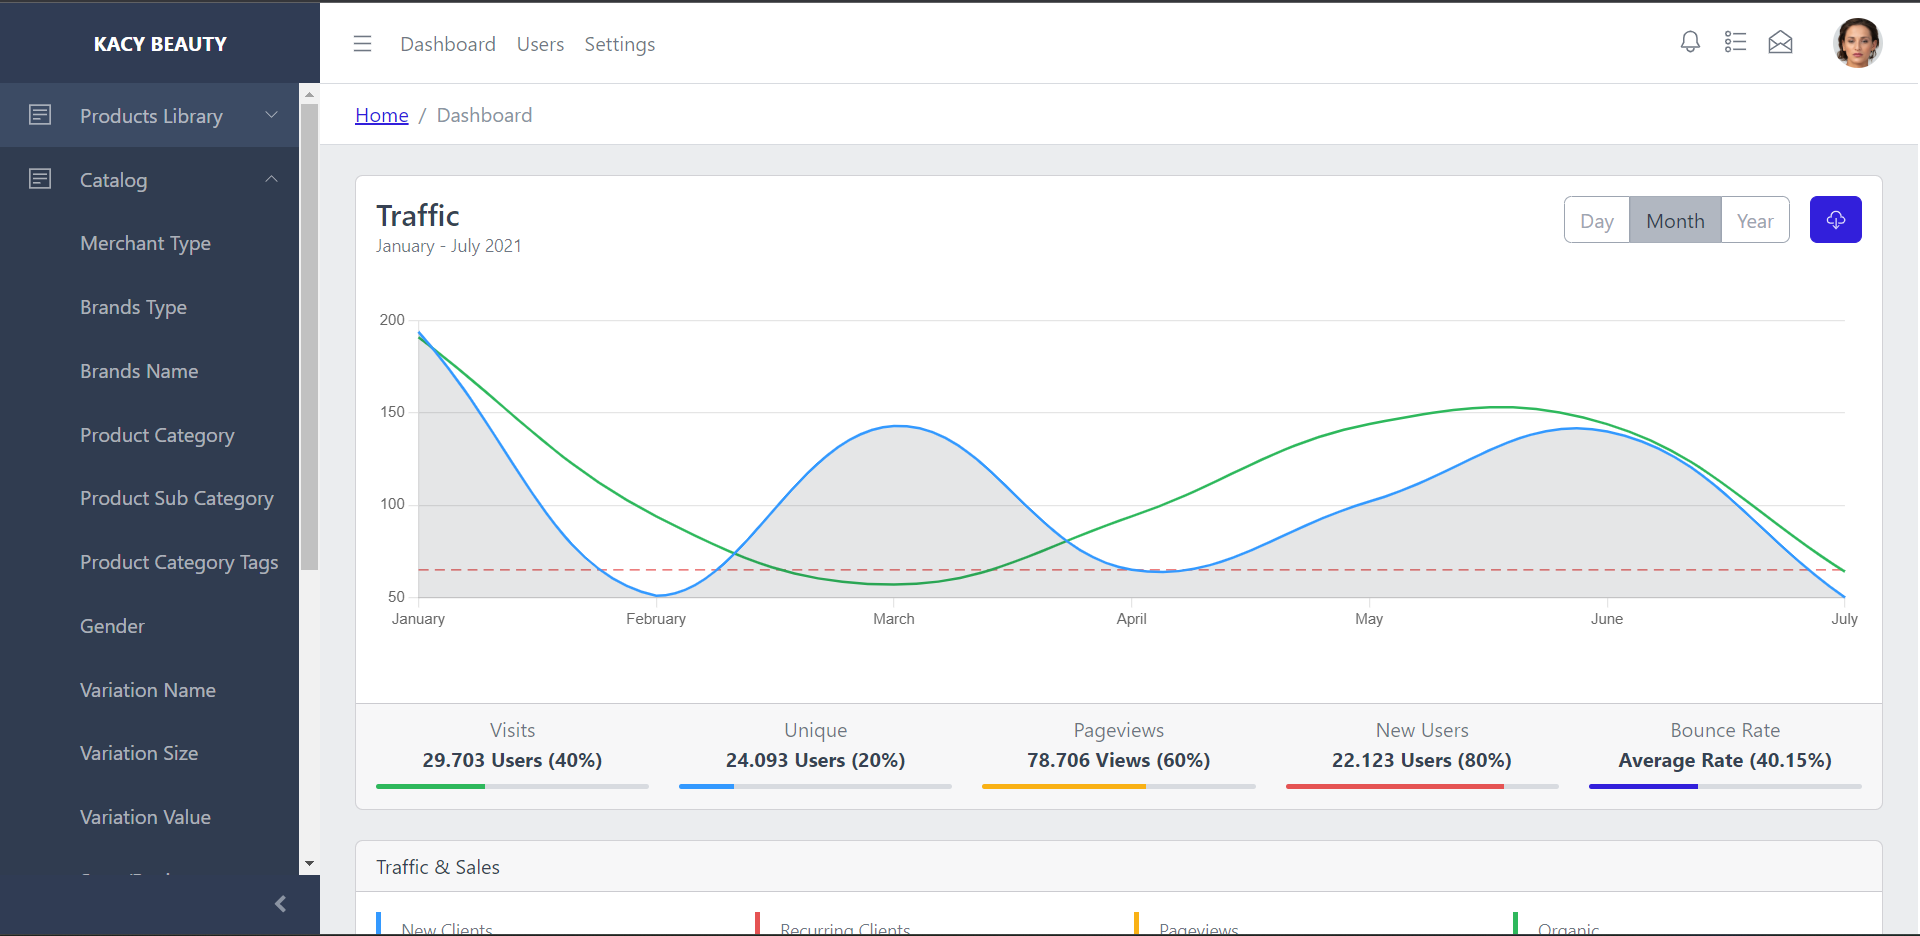 KACY BEAUTY
Dashboard Users Settings
Products Library
Catalog
Merchant Type
Brands Type
Brands Name
Product Category
Product Sub Category
Product Category Tags
Gender
Variation Name
Variation Size
Variation Value
Home / Dashboard
Traffic
January - July 2021
Day Month Year
200
150
100
50
January February March April May June July
Visits
29.703 Users (40%)
Unique
24.093 Users (20%)
Pageviews
78.706 Views (60%)
New Users
22.123 Users (80%)
Bounce Rate
Average Rate (40.15%)
Traffic & Sales
New Clients
Recurring Clients
Pageviews
Organic